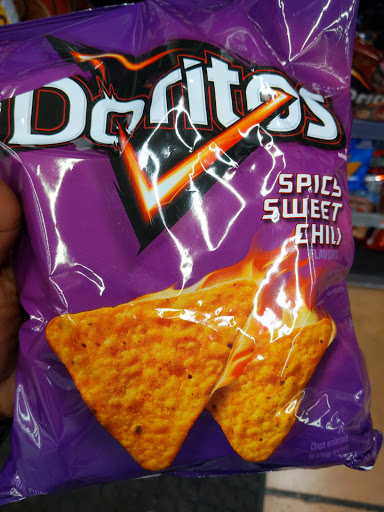 Doritos
SPICY
SWEET
CHILI
FLAVORED